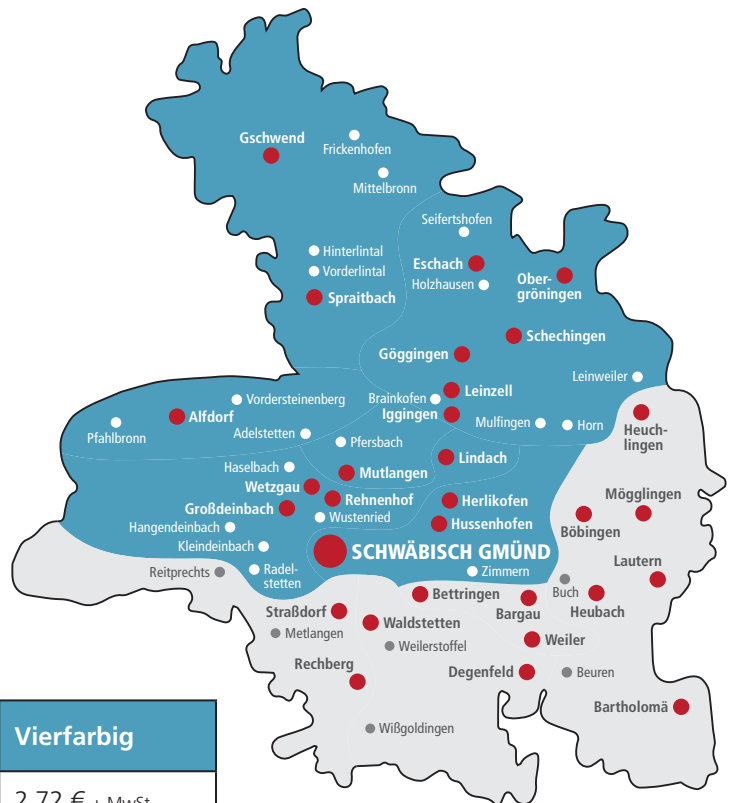 Gschwend
Frickenhofen
Mittelbronn
Seifertshofen
Hinterlintal
Vorderlintal
Eschach
Holzhausen
Ober-
gröningen
Spraitbach
Schechingen
Göggingen
Leinweiler
Leinzell
Brainkofen
Iggingen
Vordersteinenberg
Alfdorf
Pfahlbronn
Adelstetten
Pfersbach
Mulfingen
Horn
Heuch-
lingen
Haselbach
Mutlangen
Lindach
Wetzgau
Rehnenhof
Großdeinbach
Wustenried
Herlikofen
Hussenhofen
Mögglingen
Böbingen
Hangendeinbach
Kleindeinbach
SCHWÄBISCH GMÜND
Lautern
Reitprechts
Radel-
stetten
Zimmern
Buch
Bettringen
Bargau
Heubach
Straßdorf
Waldstetten
Metlangen
Weilerstoffel
Weiler
Rechberg
Degenfeld
Beuren
Bartholomä
Wißgoldingen
Vierfarbig
2,72 € + MwSt